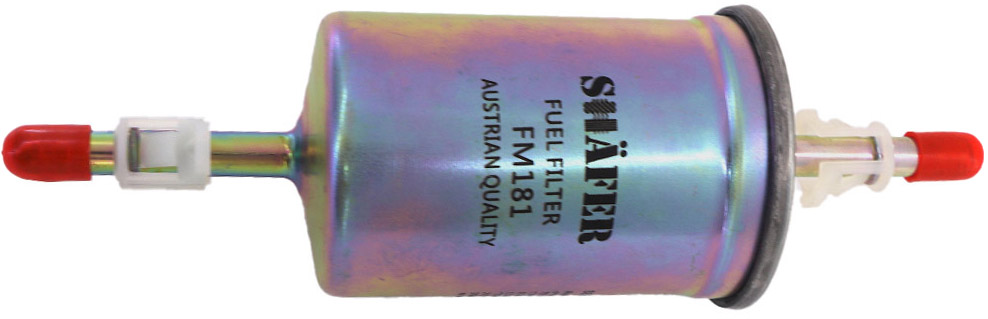 SHÄFER
FUEL FILTER
FM181
AUSTRIAN QUALITY